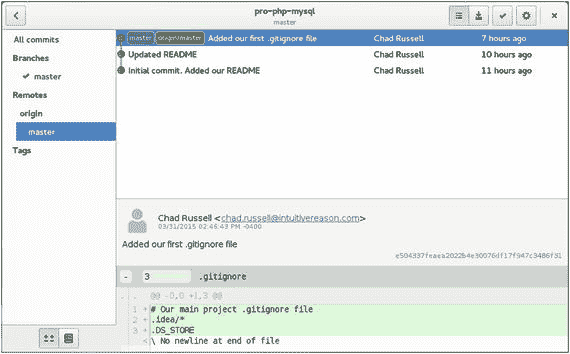 pro-php-mysql
master
All commits
Branches
master
Remotes
origin
master
Tags
master origin/master Added our first .gitignore file Chad Russell 7 hours ago
Updated README Chad Russell 10 hours ago
Initial commit. Added our README Chad Russell 11 hours ago
Chad Russell <chad.russell@intuitivereason.com>
03/31/2015 02:46:43 PM -0400
Added our first .gitignore file
e504337feaea2022b4e30076df17f947c3486f31
- 3 .gitignore
... ... @@ -0,0 +1,3 @@
1 + # Our main project .gitignore file
2 + .idea/*
3 + .DS_STORE
< \ No newline at end of file